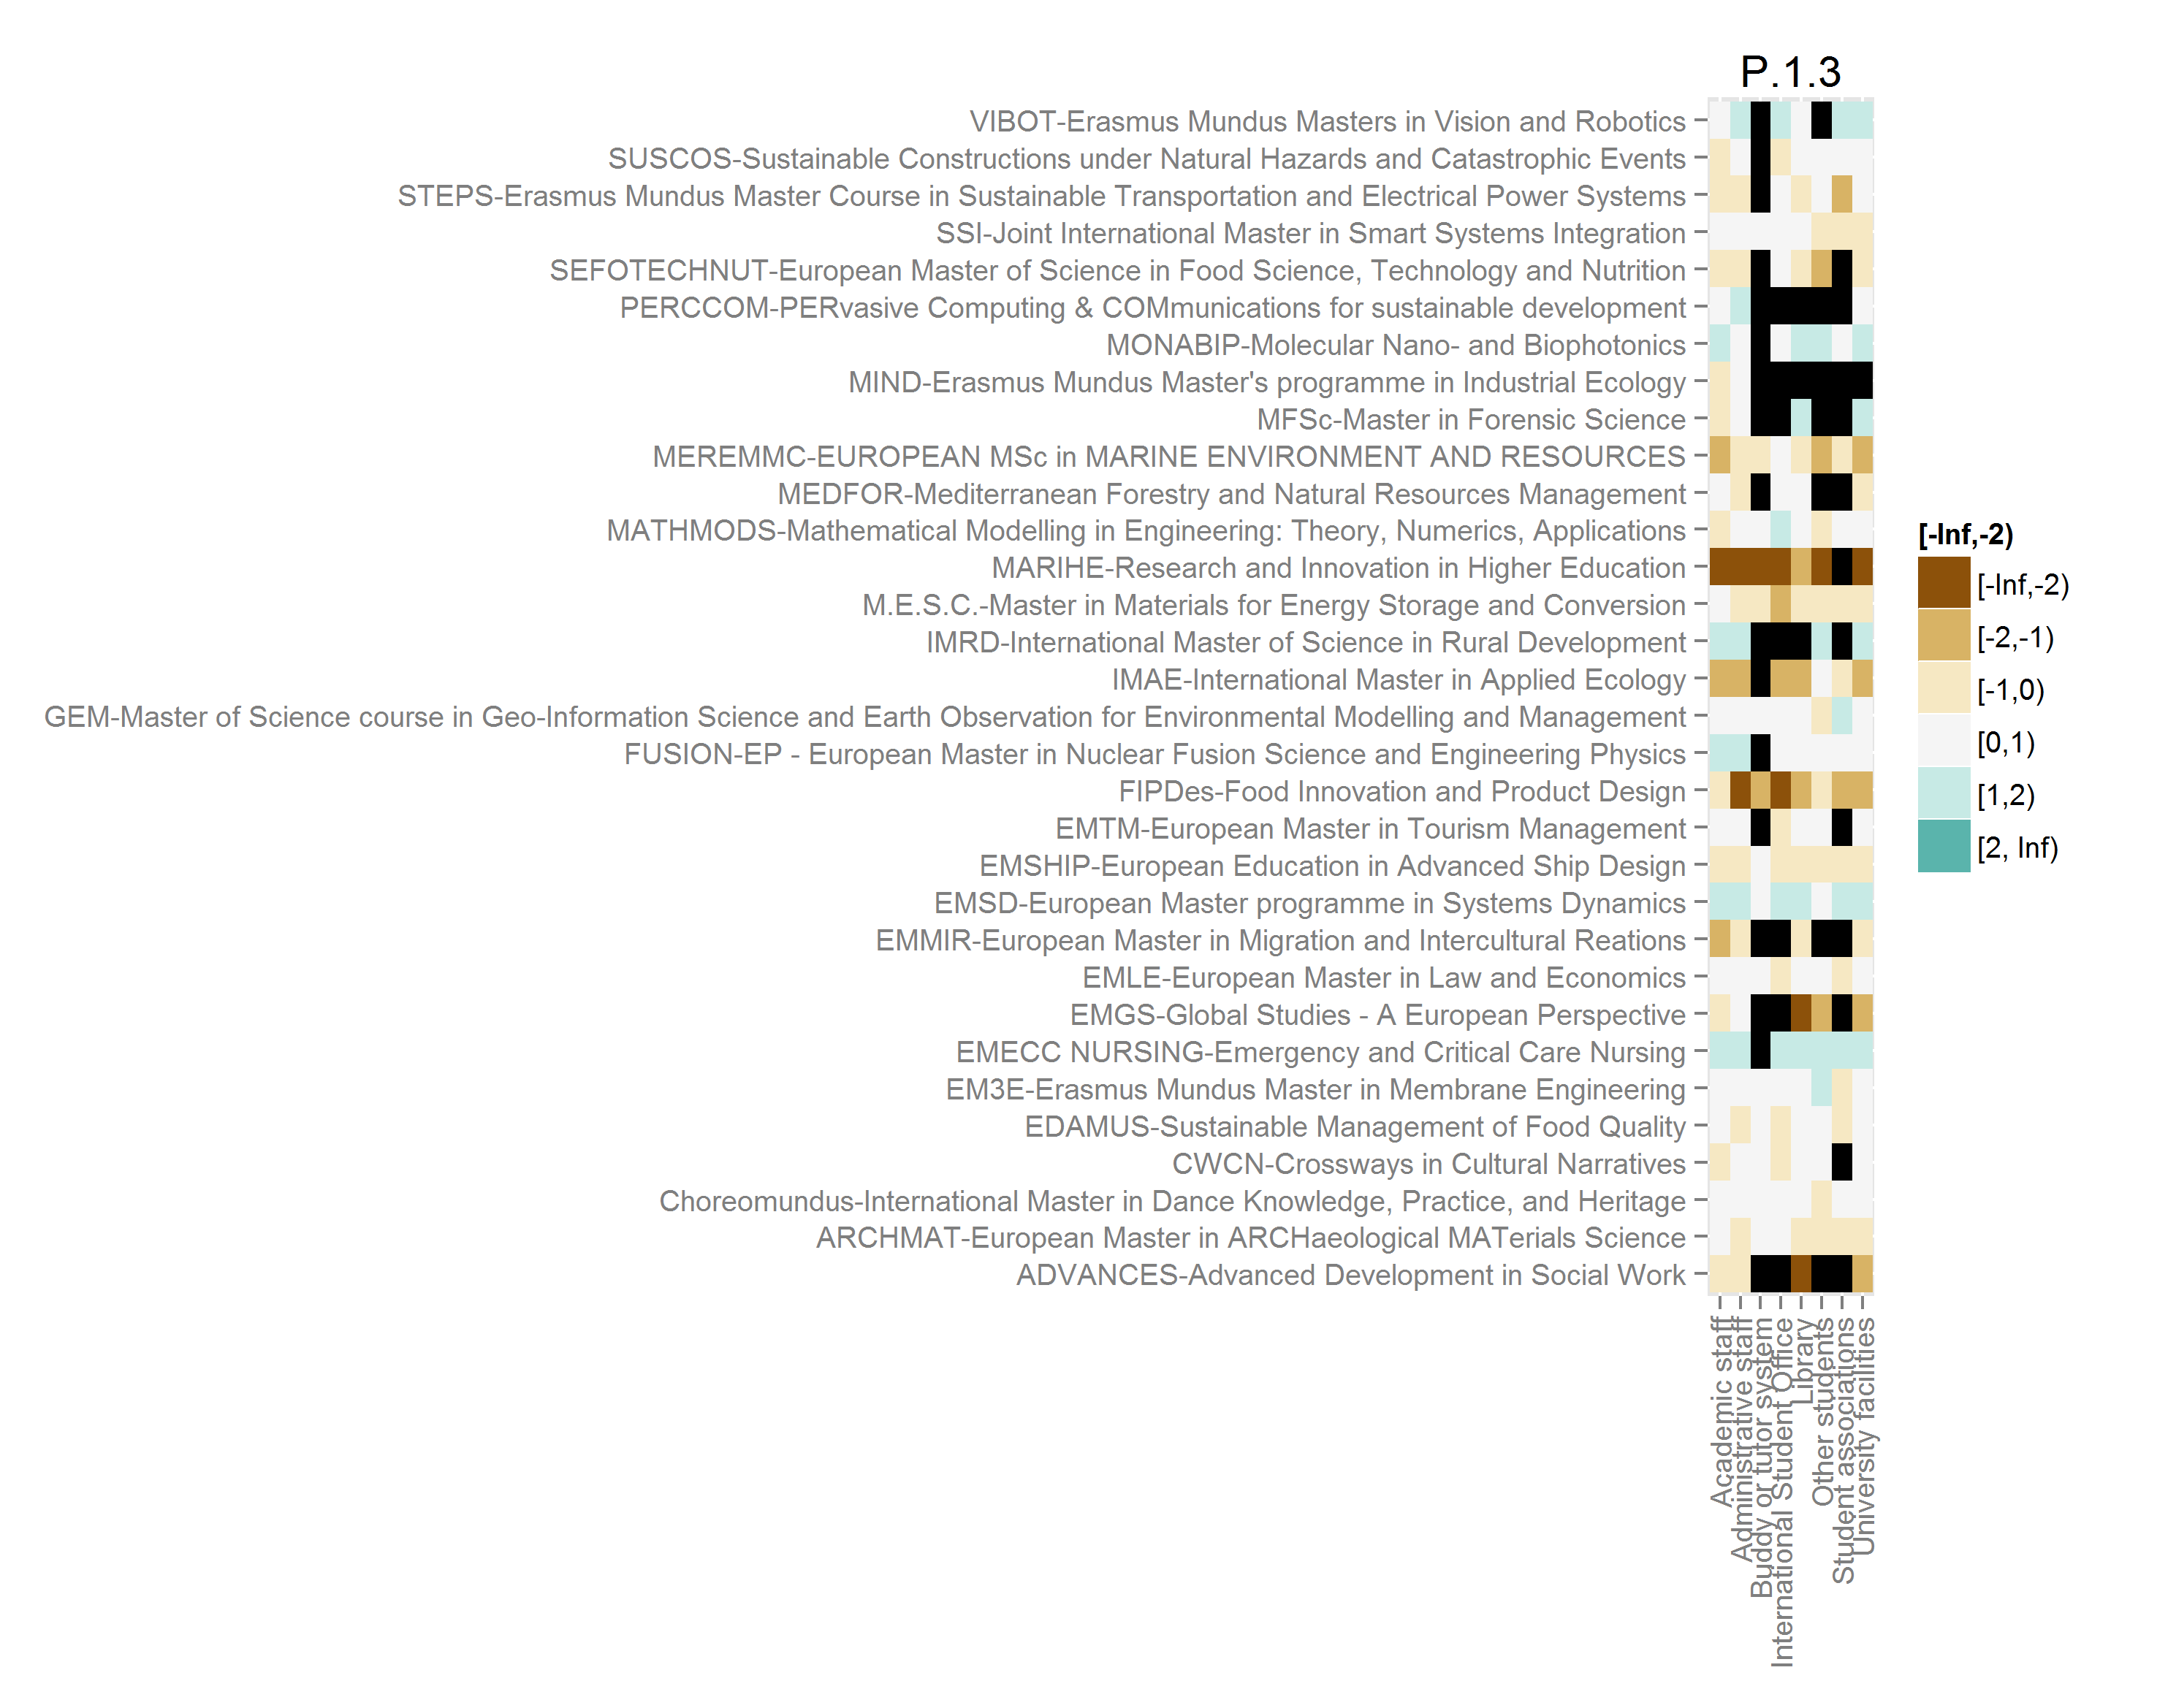 P.1.3
VIBOT-Erasmus Mundus Masters in Vision and Robotics
SUSCOS-Sustainable Constructions under Natural Hazards and Catastrophic Events
STEPS-Erasmus Mundus Master Course in Sustainable Transportation and Electrical Power Systems
SSI-Joint International Master in Smart Systems Integration
SEFOTECHNUT-European Master of Science in Food Science, Technology and Nutrition
PERCCOM-PERvasive Computing & COMmunications for sustainable development
MONABIP-Molecular Nano- and Biophotonics
MIND-Erasmus Mundus Master's programme in Industrial Ecology
MFSc-Master in Forensic Science
MEREMMC-EUROPEAN MSc in MARINE ENVIRONMENT AND RESOURCES
MEDFOR-Mediterranean Forestry and Natural Resources Management
MATHMODS-Mathematical Modelling in Engineering: Theory, Numerics, Applications
MARIHE-Research and Innovation in Higher Education
M.E.S.C.-Master in Materials for Energy Storage and Conversion
IMRD-International Master of Science in Rural Development
IMAE-International Master in Applied Ecology
GEM-Master of Science course in Geo-Information Science and Earth Observation for Environmental Modelling and Management
FUSION-EP - European Master in Nuclear Fusion Science and Engineering Physics
FIPDes-Food Innovation and Product Design
EMTM-European Master in Tourism Management
EMSHIP-European Education in Advanced Ship Design
EMSD-European Master programme in Systems Dynamics
EMMIR-European Master in Migration and Intercultural Reations
EMLE-European Master in Law and Economics
EMGS-Global Studies - A European Perspective
EMECC NURSING-Emergency and Critical Care Nursing
EM3E-Erasmus Mundus Master in Membrane Engineering
EDAMUS-Sustainable Management of Food Quality
CWCN-Crossways in Cultural Narratives
Choreomundus-International Master in Dance Knowledge, Practice, and Heritage
ARCHMAT-European Master in ARCHaeological MATerials Science
ADVANCES-Advanced Development in Social Work
Academic staff
Administrative staff
Buddy or tutor system
International Student Office
Library
Other students
Student associations
University facilities
[-Inf,-2)
[-Inf,-2)
[-2,-1)
[-1,0)
[0,1)
[1,2)
[2, Inf)